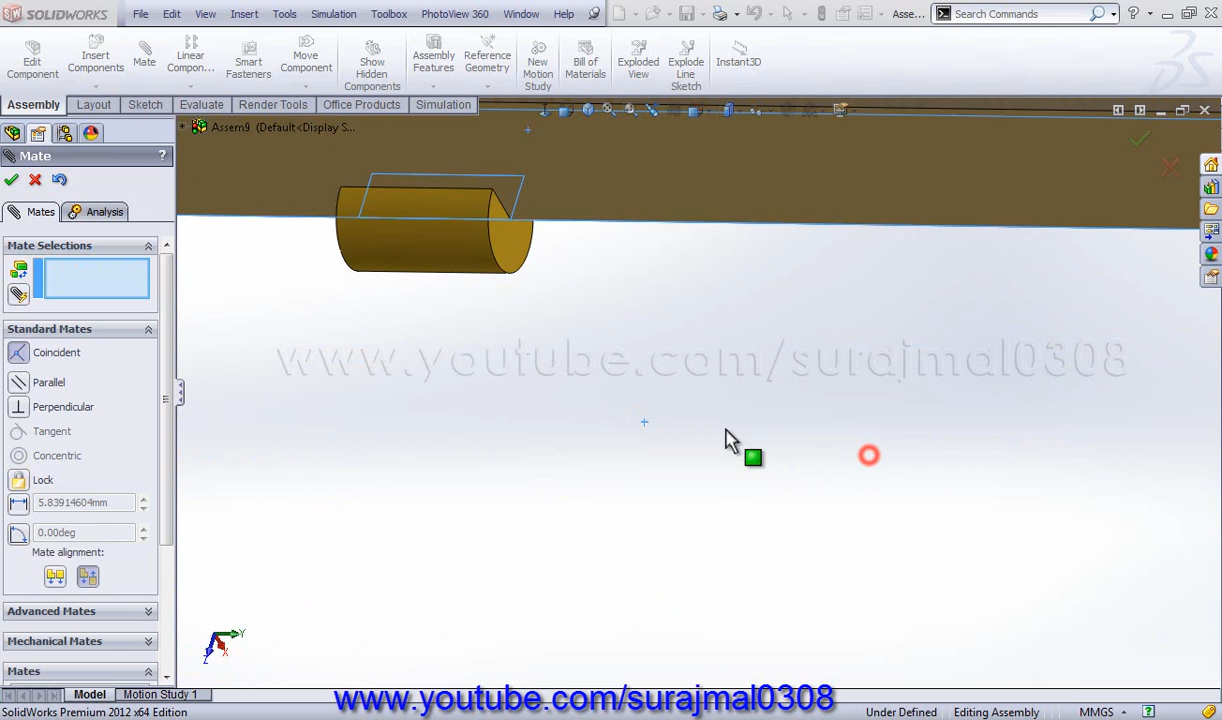 SOLIDWORKS File Edit View Insert Tools Simulation Toolbox PhotoView 360 Window Help Asse... Search Commands ?
Edit Component
Insert Components
Mate
Linear Compon...
Smart Fasteners
Move Component
Show Hidden Components
Assembly Features
Reference Geometry
New Motion Study
Bill of Materials
Exploded View
Explode Line Sketch
Instant3D
Assembly Layout Sketch Evaluate Render Tools Office Products Simulation
Assem9 (Default<Display S...
Mate ?
Mates Analysis
Mate Selections
Standard Mates
Coincident
Parallel
Perpendicular
Tangent
Concentric
Lock
5.83914604mm
0.00deg
Mate alignment:
Advanced Mates
Mechanical Mates
Mates
www.youtube.com/surajmal0308
Y
Z
X
Model Motion Study 1
www.youtube.com/surajmal0308
SolidWorks Premium 2012 x64 Edition Under Defined Editing Assembly MMGS ?